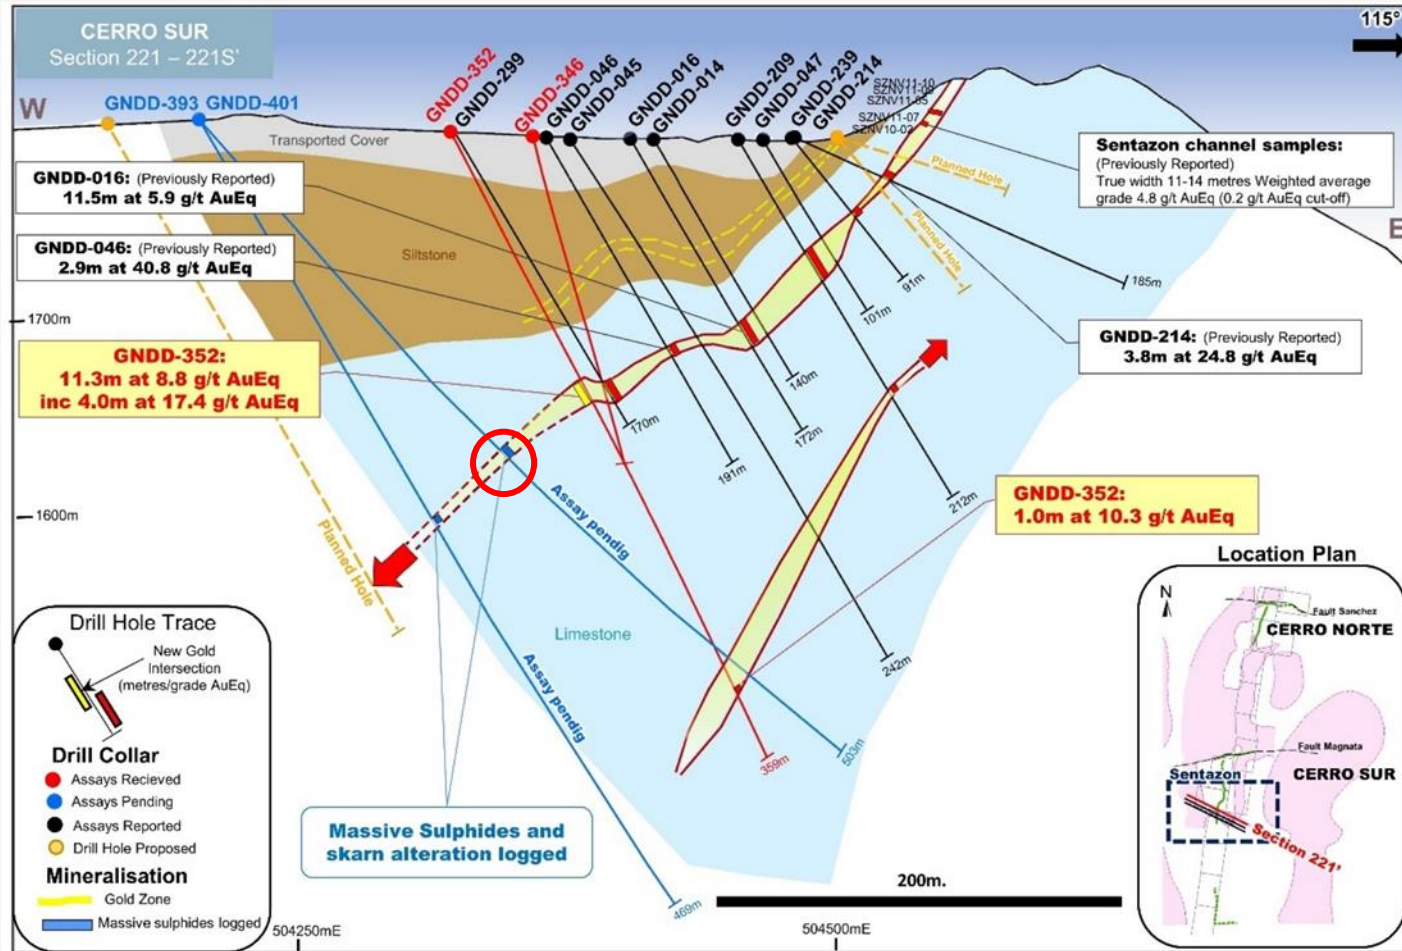 CERRO SUR
Section 221 – 221S'
115°
W
E
GNDD-393 GNDD-401
GNDD-352
GNDD-299
GNDD-346
GNDD-046
GNDD-045
GNDD-016
GNDD-014
GNDD-209
GNDD-047
GNDD-239
GNDD-214
SZNV11-10
SZNV11-05
SZNV11-07
SZNV10-02
Transported Cover
Siltstone
Limestone
GNDD-016: (Previously Reported)
11.5m at 5.9 g/t AuEq
GNDD-046: (Previously Reported)
2.9m at 40.8 g/t AuEq
Sentazon channel samples:
(Previously Reported)
True width 11-14 metres Weighted average
grade 4.8 g/t AuEq (0.2 g/t AuEq cut-off)
GNDD-214: (Previously Reported)
3.8m at 24.8 g/t AuEq
GNDD-352:
11.3m at 8.8 g/t AuEq
inc 4.0m at 17.4 g/t AuEq
GNDD-352:
1.0m at 10.3 g/t AuEq
Planned Hole
Planned Hole
Planned Hole
1700m
1600m
185m
91m
101m
140m
172m
170m
191m
212m
242m
359m
503m
469m
Assay pendig
Assay pendig
Massive Sulphides and
skarn alteration logged
200m.
504250mE
504500mE
Drill Hole Trace
New Gold
Intersection
(metres/grade AuEq)
Drill Collar
Assays Recieved
Assays Pending
Assays Reported
Drill Hole Proposed
Mineralisation
Gold Zone
Massive sulphides logged
Location Plan
N
Fault Sanchez
CERRO NORTE
Fault Magnata
Sentazon
CERRO SUR
Section 221'